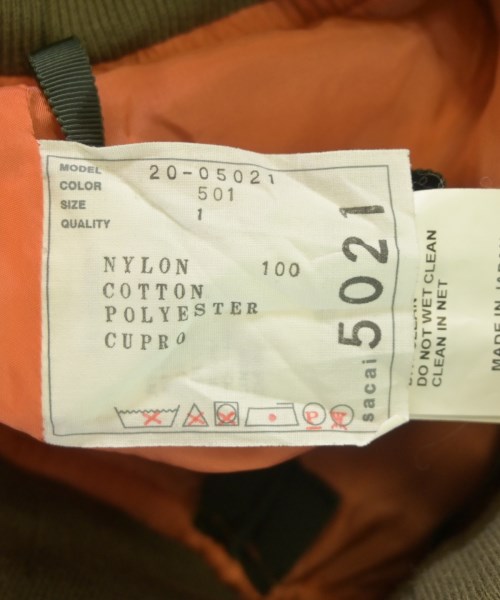 MODEL 20-05021
COLOR 501
SIZE 1
QUALITY
NYLON 100
COTTON
POLYESTER
CUPRO
P
sacai 5021
DO NOT WET CLEAN
CLEAN IN NET
MADE IN